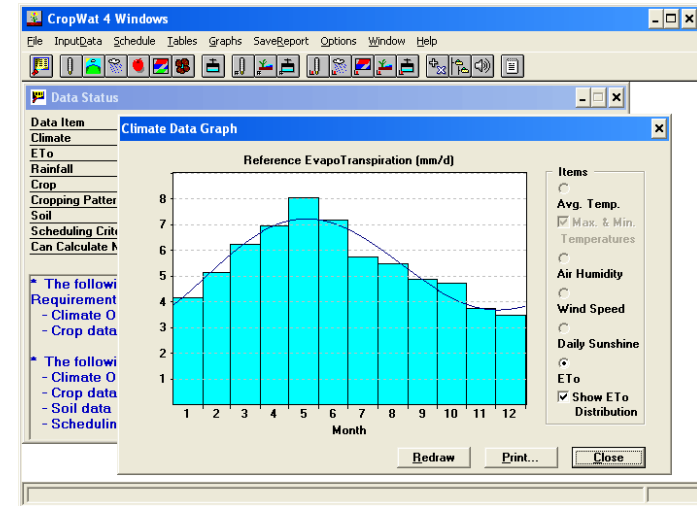 CropWat 4 Windows
File InputData Schedule Tables Graphs SaveReport Options Window Help
Data Status
Data Item
Climate
ETo
Rainfall
Crop
Cropping Patter
Soil
Scheduling Crite
Can Calculate
* The followi
Requirement
- Climate O
- Crop data
* The followi
- Climate O
- Crop data
- Soil data
- Schedulin
Climate Data Graph
Reference EvapoTranspiration (mm/d)
8
7
6
5
4
3
2
1
1 2 3 4 5 6 7 8 9 10 11 12
Month
Items
Avg. Temp.
Max. & Min.
Temperatures
Air Humidity
Wind Speed
Daily Sunshine
ETo
Show ETo
Distribution
Redraw Print... Close